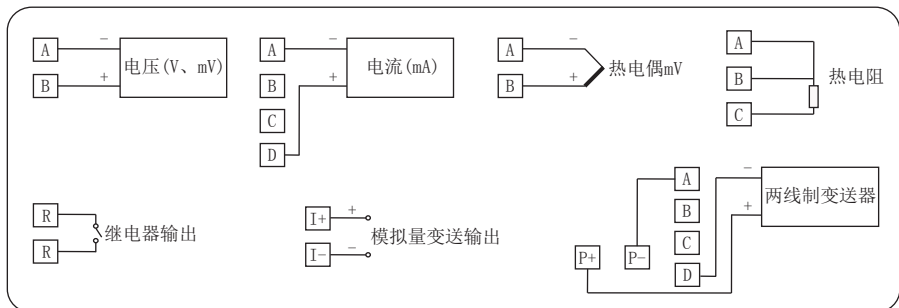 A
−
电压(V、mV)
B
+
A
−
电流(mA)
B
+
C
D
A
−
热电偶mV
B
+
A
B
热电阻
C
R
继电器输出
R
I+
+
模拟量变送输出
I-
−
A
−
两线制变送器
B
+
C
P+
P-
D